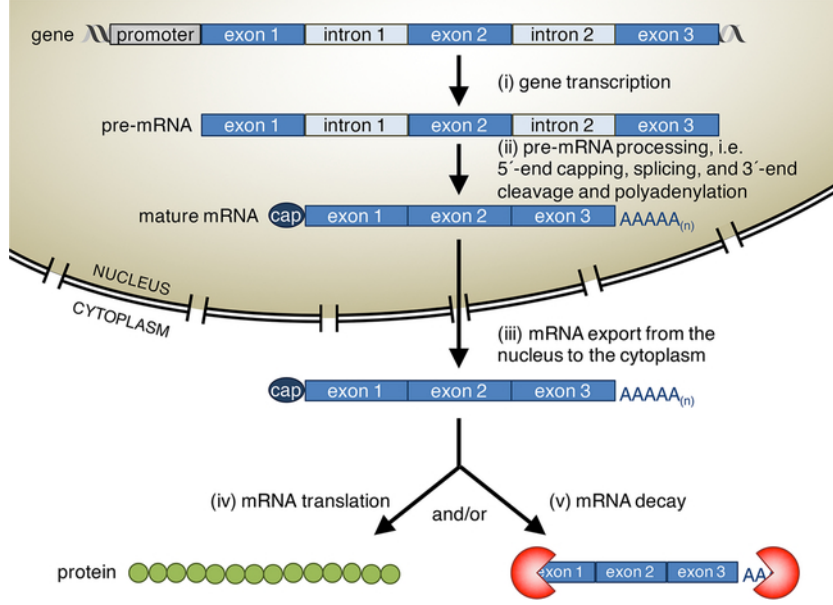 gene promoter exon 1 intron 1 exon 2 intron 2 exon 3
(i) gene transcription
pre-mRNA exon 1 intron 1 exon 2 intron 2 exon 3
(ii) pre-mRNA processing, i.e.
5´-end capping, splicing, and 3´-end
cleavage and polyadenylation
mature mRNA cap exon 1 exon 2 exon 3 AAAAA(n)
NUCLEUS
CYTOPLASM
(iii) mRNA export from the
nucleus to the cytoplasm
cap exon 1 exon 2 exon 3 AAAAA(n)
(iv) mRNA translation
and/or
(v) mRNA decay
protein
exon 1 exon 2 exon 3 AA